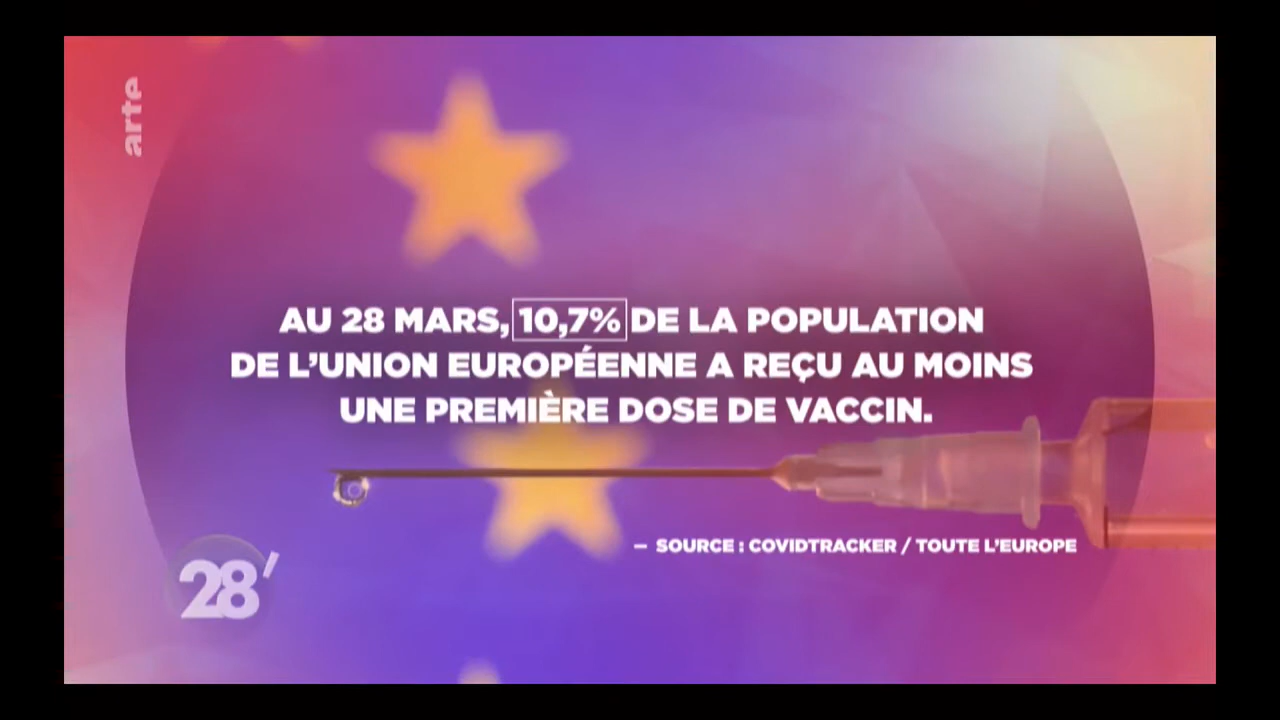 arte
AU 28 MARS, 10,7% DE LA POPULATION
DE L'UNION EUROPÉENNE A REÇU AU MOINS
UNE PREMIÈRE DOSE DE VACCIN.
– SOURCE : COVIDTRACKER / TOUTE L'EUROPE
28'